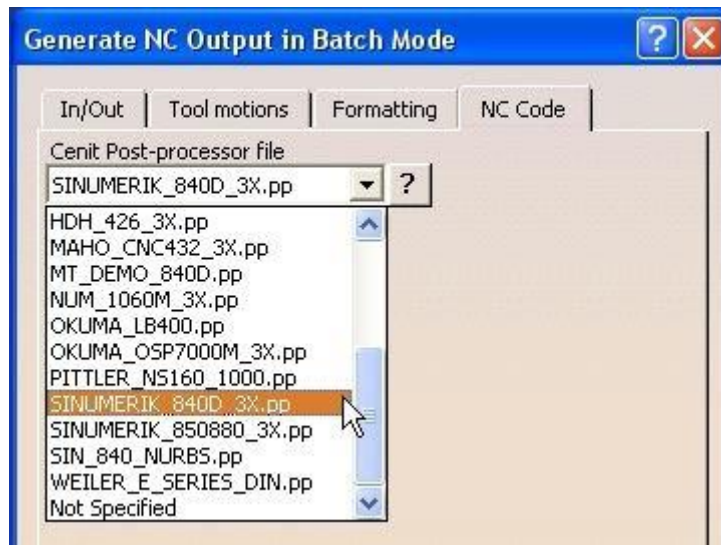 Generate NC Output in Batch Mode
In/Out Tool motions Formatting NC Code
Cenit Post-processor file
SINUMERIK_840D_3X.pp ?
HDH_426_3X.pp
MAHO_CNC432_3X.pp
MT_DEMO_840D.pp
NUM_1060M_3X.pp
OKUMA_LB400.pp
OKUMA_OSP7000M_3X.pp
PITTLER_NS160_1000.pp
SINUMERIK_840D_3X.pp
SINUMERIK_850880_3X.pp
SIN_840_NURBS.pp
WEILER_E_SERIES_DIN.pp
Not Specified